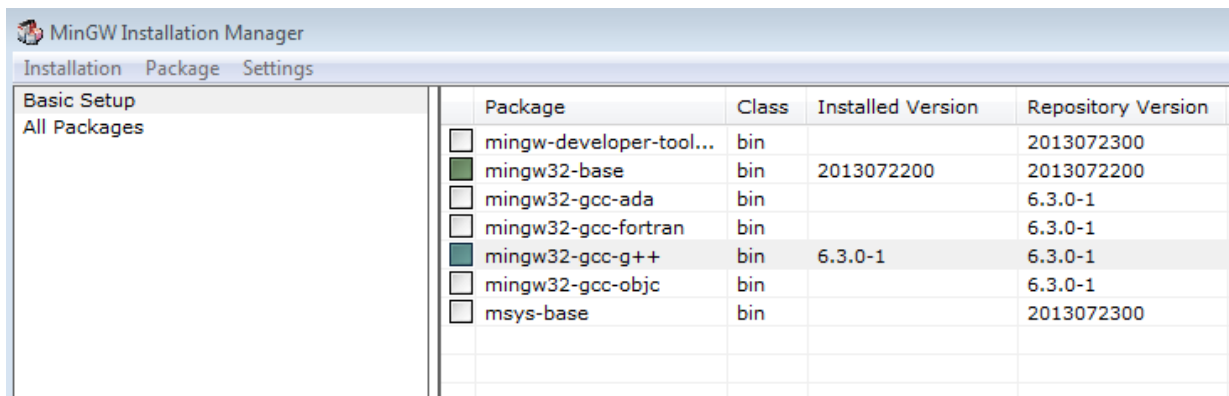 MinGW Installation Manager
Installation Package Settings
Basic Setup
All Packages
Package Class Installed Version Repository Version
mingw-developer-tool... bin 2013072300
mingw32-base bin 2013072200 2013072200
mingw32-gcc-ada bin 6.3.0-1
mingw32-gcc-fortran bin 6.3.0-1
mingw32-gcc-g++ bin 6.3.0-1 6.3.0-1
mingw32-gcc-objc bin 6.3.0-1
msys-base bin 2013072300